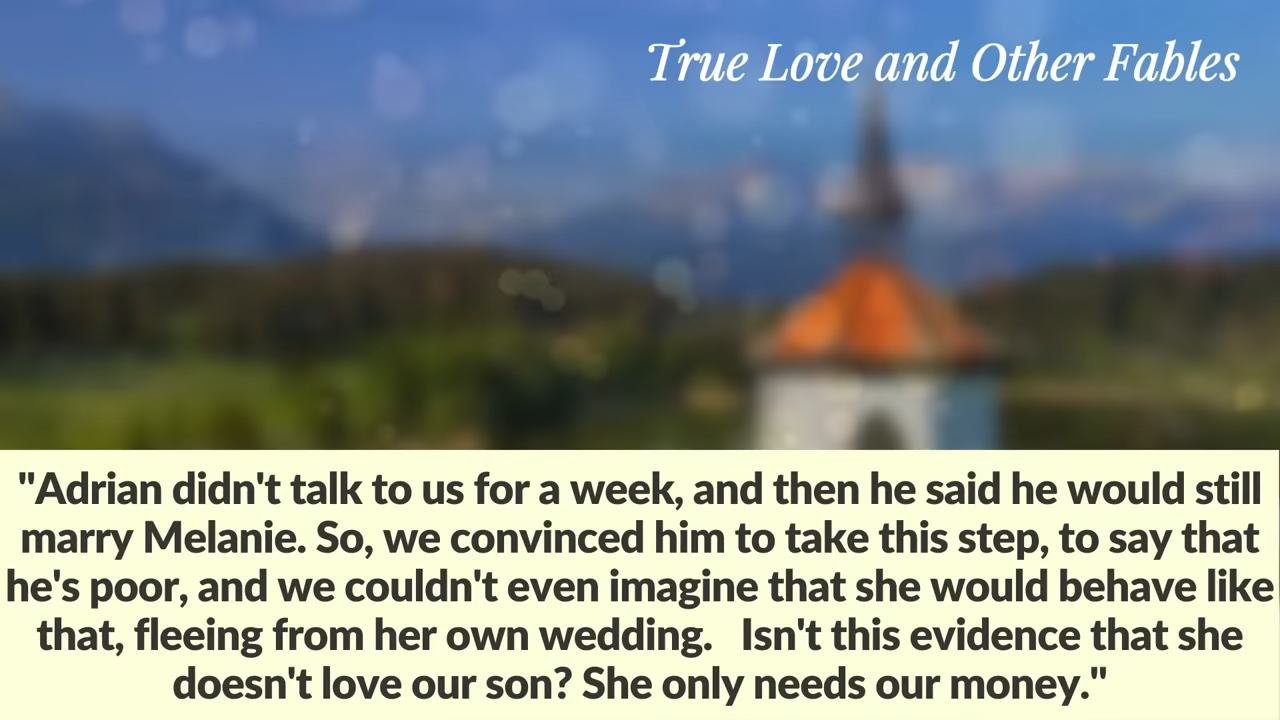 True Love and Other Fables
"Adrian didn't talk to us for a week, and then he said he would still
marry Melanie. So, we convinced him to take this step, to say that
he's poor, and we couldn't even imagine that she would behave like
that, fleeing from her own wedding.   Isn't this evidence that she
doesn't love our son? She only needs our money."